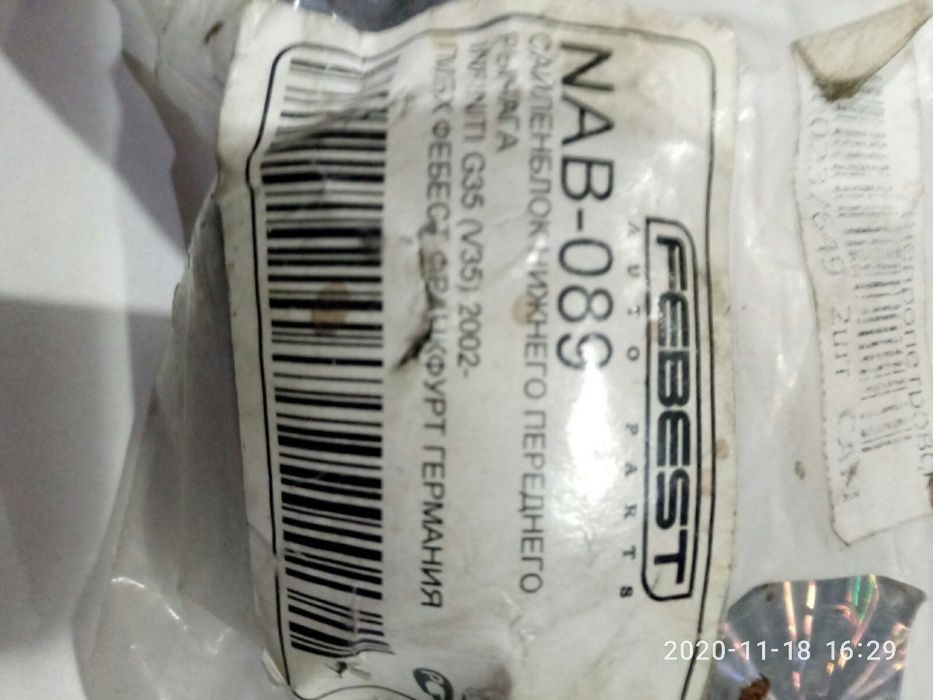 FEBEST
AUTO PARTS
NAB-089
САЙЛЕНБЛОК НИЖНЕГО ПЕРЕДНЕГО
РЫЧАГА
INFINITI G35 (V35) 2002-
ГМБХ ФЕБЕСТ ФРАНКФУРТ ГЕРМАНИЯ
2шт
2020-11-18 16:29